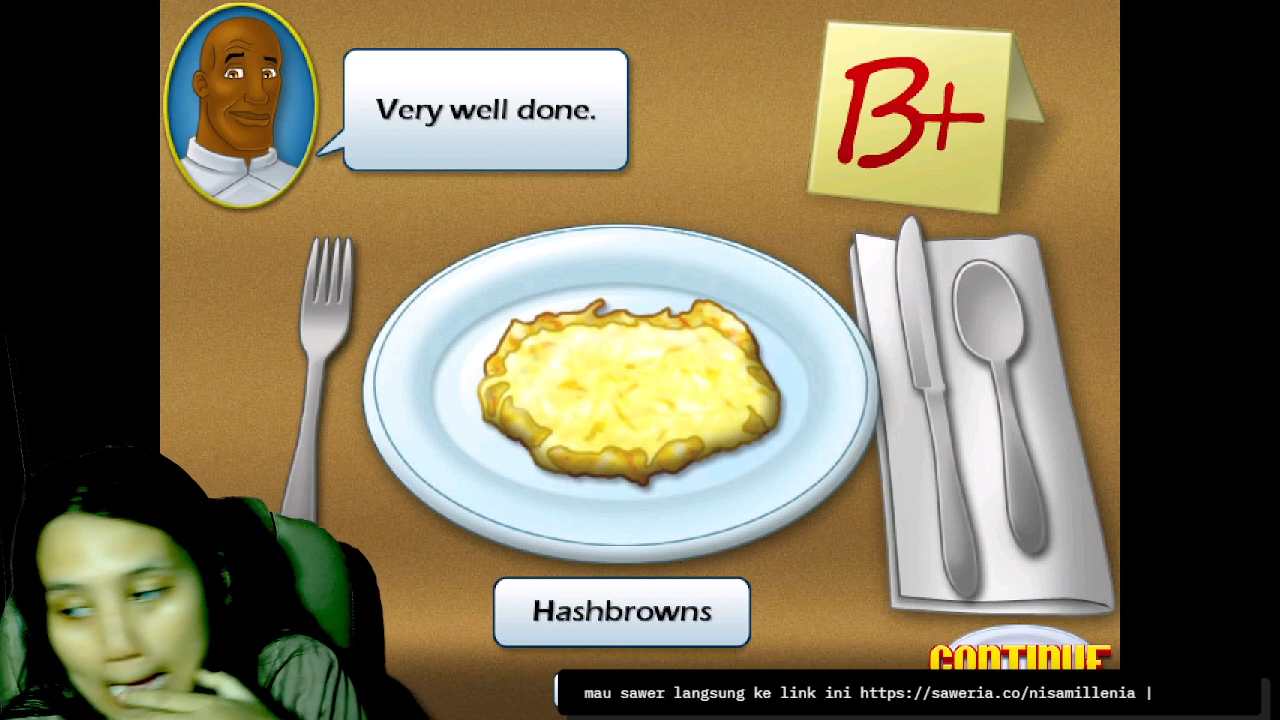 Very well done.
B+
Hashbrowns
CONTINUE
mau sawer langsung ke link ini https://saweria.co/nisamillenia |